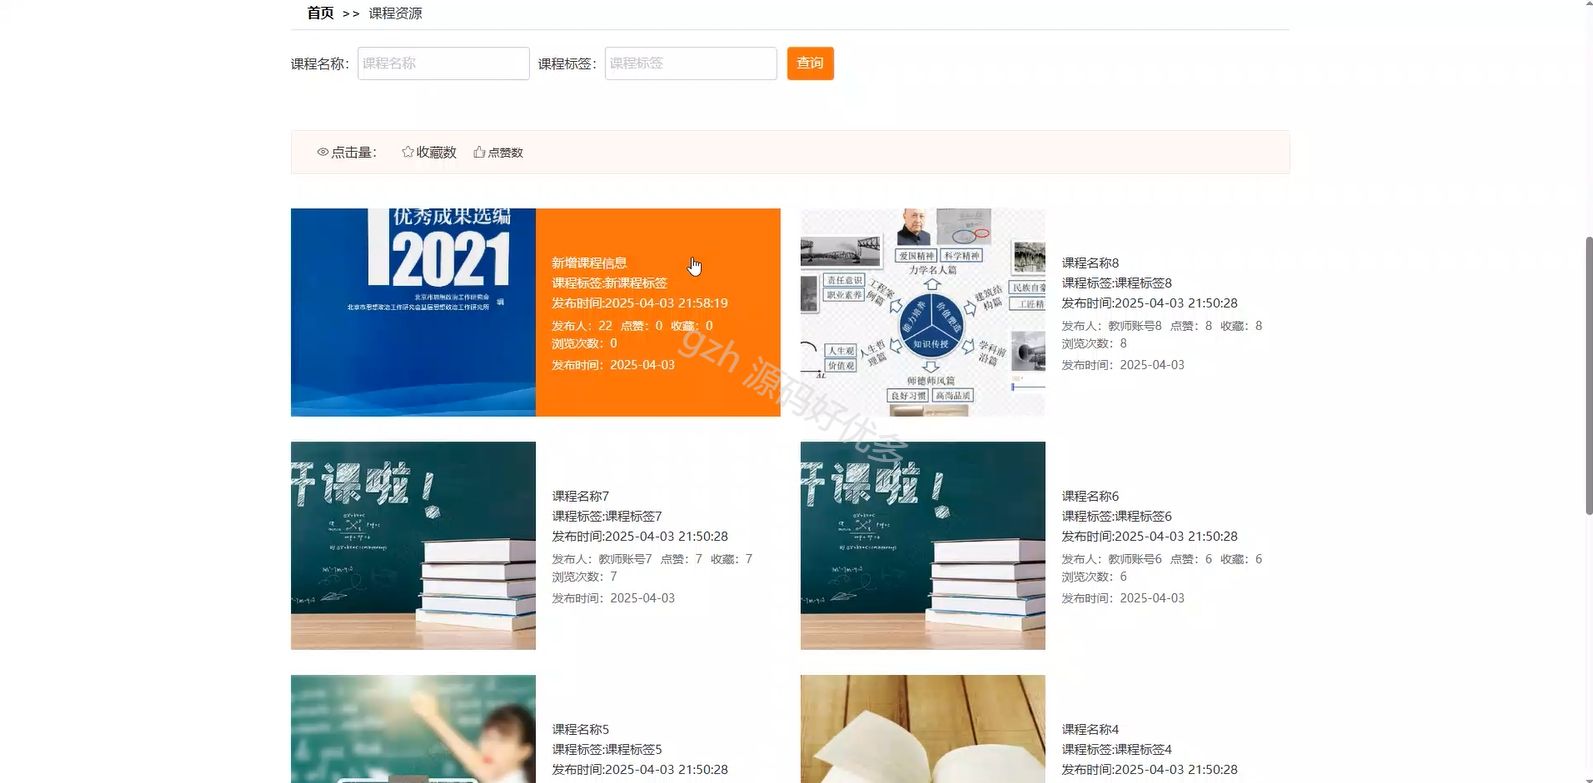 首页 >> 课程资源
课程名称： 课程名称 课程标签： 课程标签 查询
点击量： 收藏数 点赞数
优秀成果选编
2021
北京市思想政治工作研究会
北京市思想政治工作研究会基层思想政治工作研究所 编
新增课程信息
课程标签:新课程标签
发布时间:2025-04-03 21:58:19
发布人：22 点赞：0 收藏：0
浏览次数：0
发布时间：2025-04-03
爱国精神 科学精神
力学名人篇
责任意识
职业素养
工程案例篇
建筑结构篇
民族自豪
工匠精
能力培养
价值塑造
知识传授
人生观
价值观
人生哲理篇
学科前沿篇
师德师风篇
良好习惯 高尚品质
课程名称8
课程标签:课程标签8
发布时间:2025-04-03 21:50:28
发布人：教师账号8 点赞：8 收藏：8
浏览次数：8
发布时间：2025-04-03
gzh 源码好优多
开课啦！
课程名称7
课程标签:课程标签7
发布时间:2025-04-03 21:50:28
发布人：教师账号7 点赞：7 收藏：7
浏览次数：7
发布时间：2025-04-03
开课啦！
课程名称6
课程标签:课程标签6
发布时间:2025-04-03 21:50:28
发布人：教师账号6 点赞：6 收藏：6
浏览次数：6
发布时间：2025-04-03
课程名称5
课程标签:课程标签5
发布时间:2025-04-03 21:50:28
课程名称4
课程标签:课程标签4
发布时间:2025-04-03 21:50:28